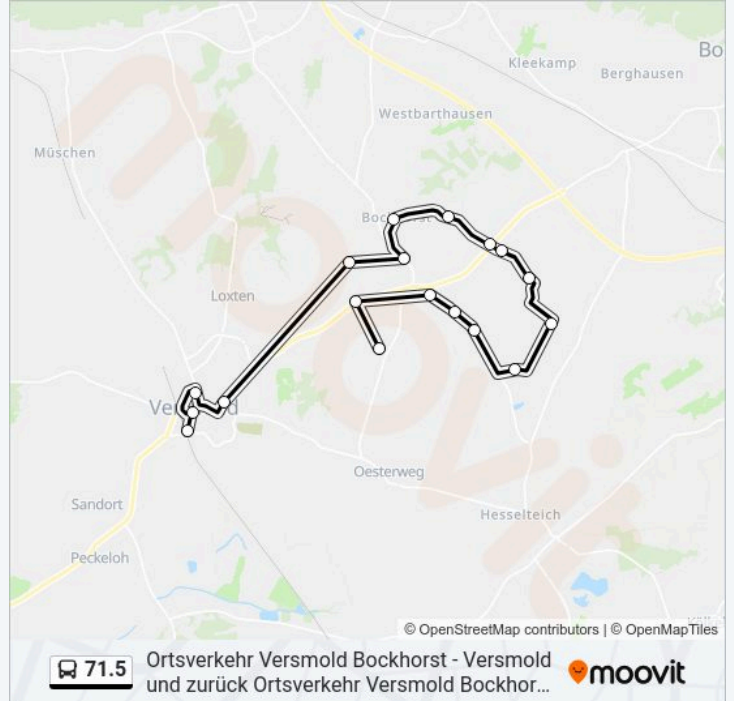 Bo
Kleekamp
Berghausen
Westbarthausen
Müschen
Loxten
Oesterweg
Hesselteich
Sandort
Peckeloh
moovit
© OpenStreetMap contributors | © OpenMapTiles
71.5
Ortsverkehr Versmold Bockhorst - Versmold
und zurück Ortsverkehr Versmold Bockhor...
moovit